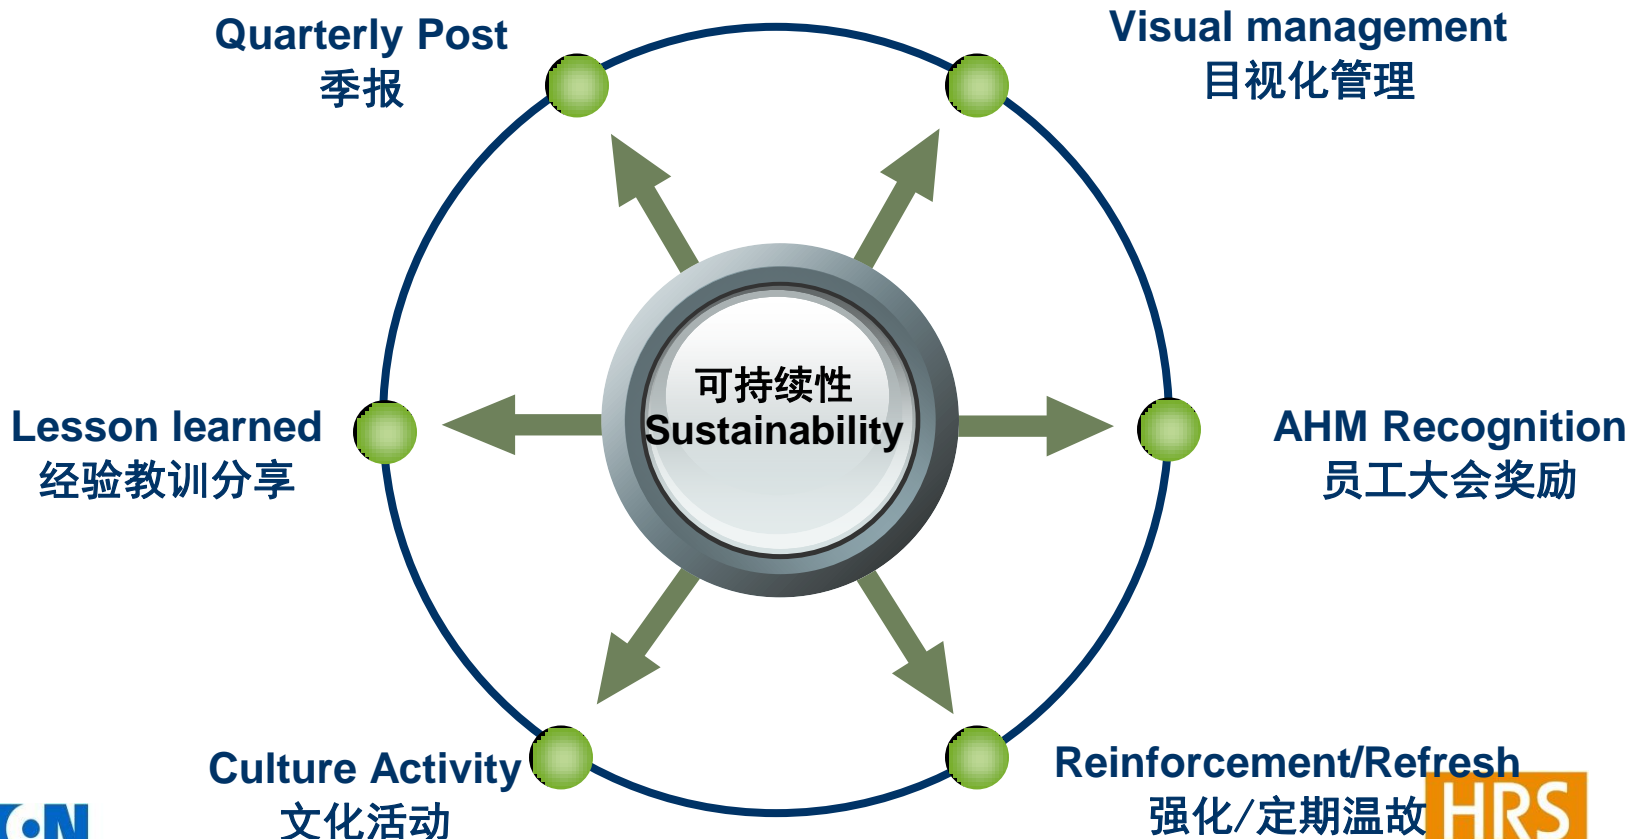 Quarterly Post
季报
Visual management
目视化管理
可持续性
Sustainability
Lesson learned
经验教训分享
AHM Recognition
员工大会奖励
Culture Activity
文化活动
Reinforcement/Refresh
强化/定期温故
HRS